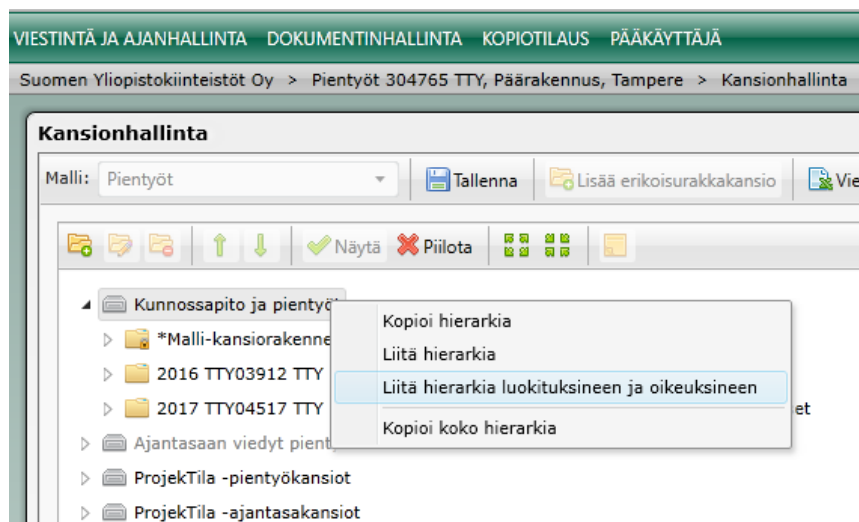 VIESTINTÄ JA AJANHALLINTA DOKUMENTINHALLINTA KOPIOTILAUS PÄÄKÄYTTÄJÄ
Suomen Yliopistokiinteistöt Oy > Pientyöt 304765 TTY, Päärakennus, Tampere > Kansionhallinta
Kansionhallinta
Malli: Pientyöt Tallenna Lisää erikoisurakkakansio Vie
Näytä Piilota
Kunnossapito ja pientyö
Kopioi hierarkia
*Malli-kansiorakenne
Liitä hierarkia
2016 TTY03912 TTY
Liitä hierarkia luokituksineen ja oikeuksineen
2017 TTY04517 TTY
et
Kopioi koko hierarkia
Ajantasaan viedyt pient
ProjekTila -pientyökansiot
ProjekTila -ajantasakansiot